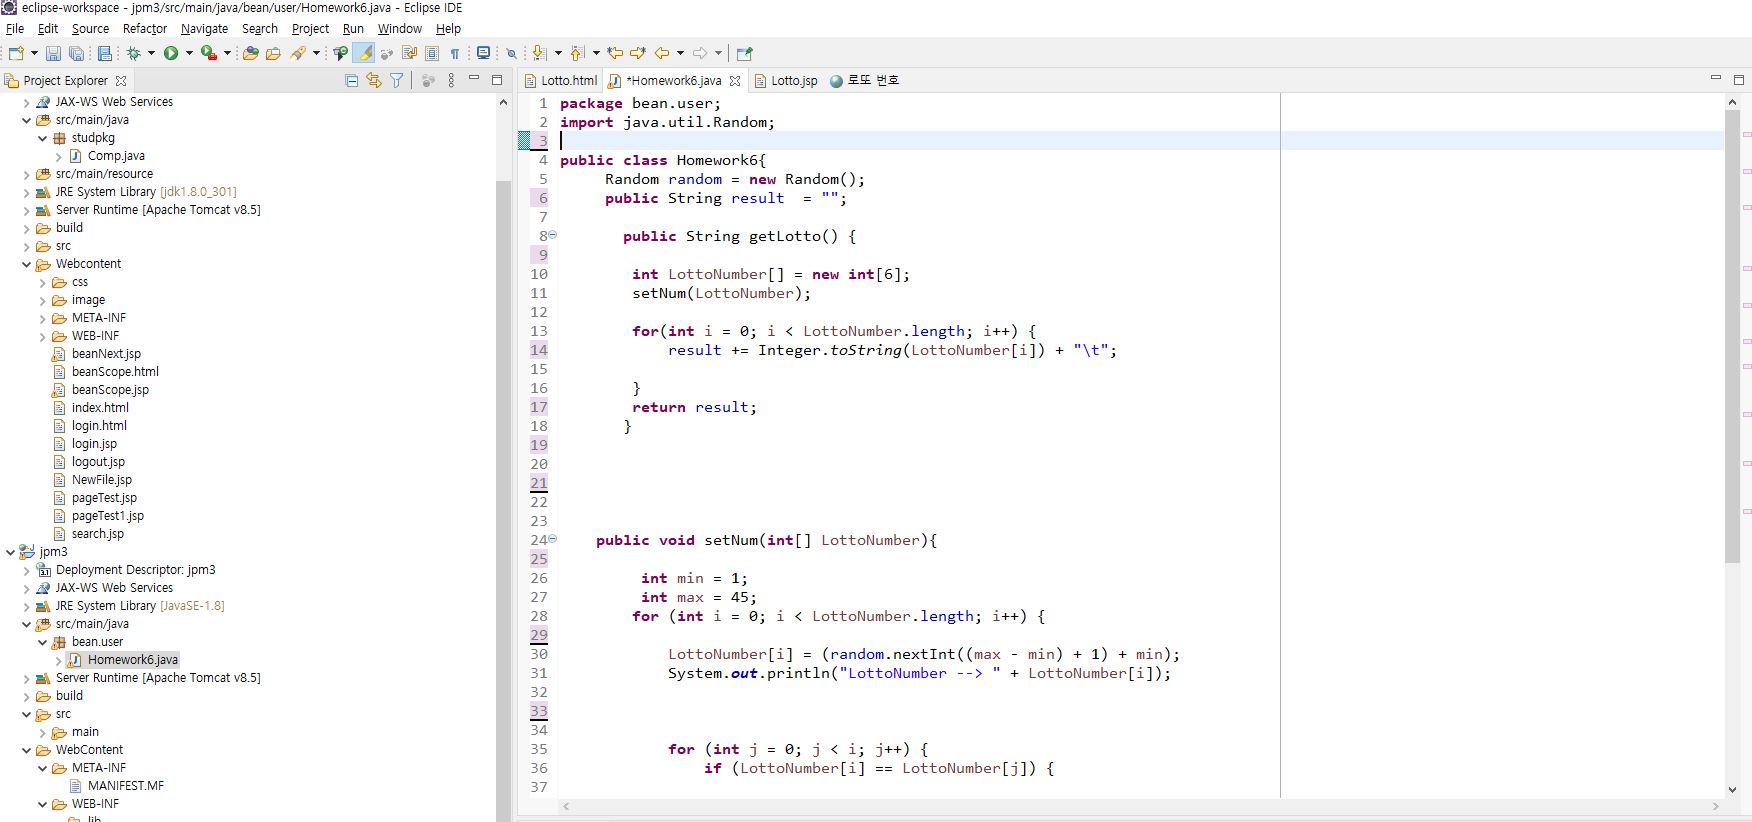 eclipse-workspace - jpm3/src/main/java/bean/user/Homework6.java - Eclipse IDE
File Edit Source Refactor Navigate Search Project Run Window Help
Project Explorer
JAX-WS Web Services
src/main/java
studpkg
Comp.java
src/main/resource
JRE System Library [jdk1.8.0_301]
Server Runtime [Apache Tomcat v8.5]
build
src
Webcontent
css
image
META-INF
WEB-INF
beanNext.jsp
beanScope.html
beanScope.jsp
index.html
login.html
login.jsp
logout.jsp
NewFile.jsp
pageTest.jsp
pageTest1.jsp
search.jsp
jpm3
Deployment Descriptor: jpm3
JAX-WS Web Services
JRE System Library [JavaSE-1.8]
src/main/java
bean.user
Homework6.java
Server Runtime [Apache Tomcat v8.5]
build
src
main
WebContent
META-INF
MANIFEST.MF
WEB-INF
lib
Lotto.html *Homework6.java Lotto.jsp 로또 번호
1 package bean.user;
2 import java.util.Random;
3
4 public class Homework6{
5 Random random = new Random();
6 public String result  = "";
7
8 public String getLotto() {
9
10 int LottoNumber[] = new int[6];
11 setNum(LottoNumber);
12
13 for(int i = 0; i < LottoNumber.length; i++) {
14 result += Integer.toString(LottoNumber[i]) + "\t";
15
16 }
17 return result;
18 }
19
20
21
22
23
24 public void setNum(int[] LottoNumber){
25
26 int min = 1;
27 int max = 45;
28 for (int i = 0; i < LottoNumber.length; i++) {
29
30 LottoNumber[i] = (random.nextInt((max - min) + 1) + min);
31 System.out.println("LottoNumber --> " + LottoNumber[i]);
32
33
34
35 for (int j = 0; j < i; j++) {
36 if (LottoNumber[i] == LottoNumber[j]) {
37